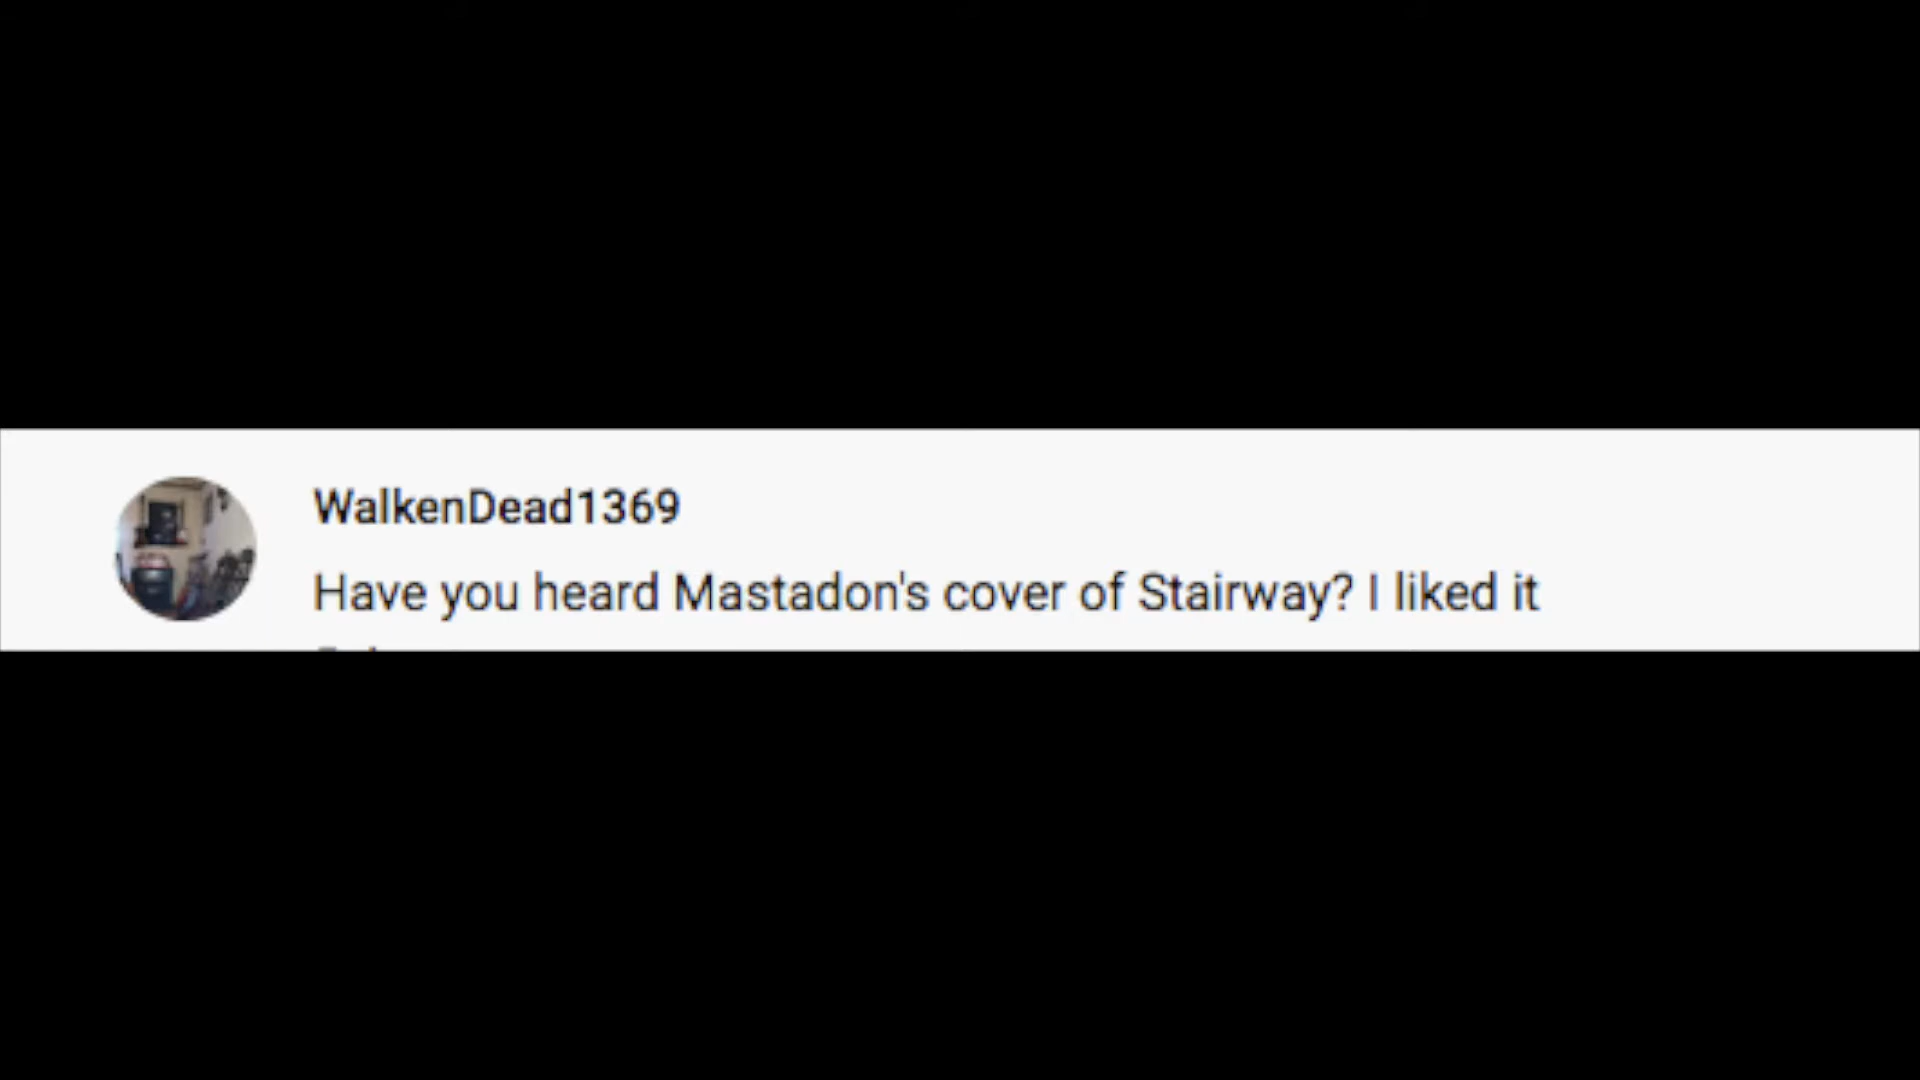 WalkenDead1369
Have you heard Mastadon's cover of Stairway? I liked it